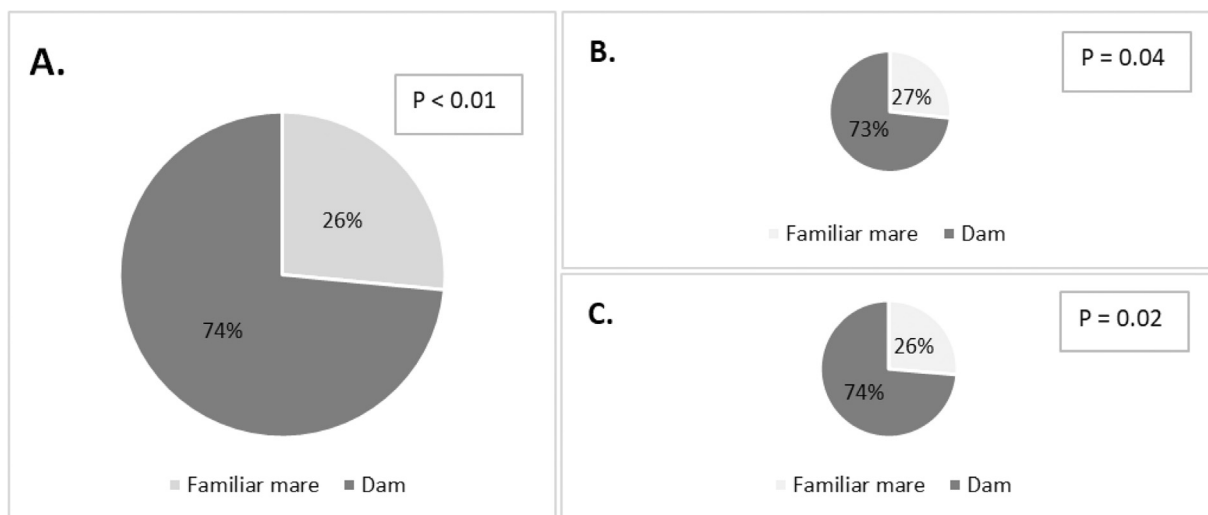 A.
P < 0.01
26%
74%
Familiar mare Dam
B.
P = 0.04
27%
73%
Familiar mare Dam
C.
P = 0.02
26%
74%
Familiar mare Dam